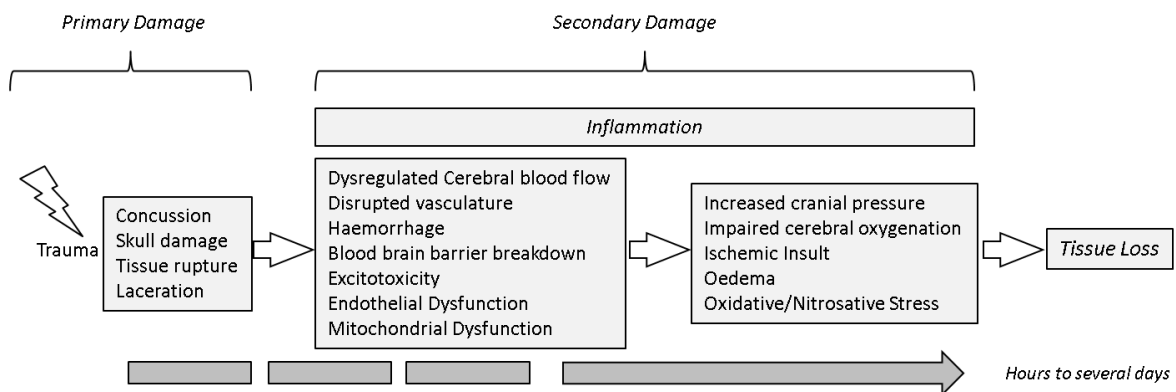 Primary Damage
Secondary Damage
Inflammation
Trauma
Concussion
Skull damage
Tissue rupture
Laceration
Dysregulated Cerebral blood flow
Disrupted vasculature
Haemorrhage
Blood brain barrier breakdown
Excitotoxicity
Endothelial Dysfunction
Mitochondrial Dysfunction
Increased cranial pressure
Impaired cerebral oxygenation
Ischemic Insult
Oedema
Oxidative/Nitrosative Stress
Tissue Loss
Hours to several days